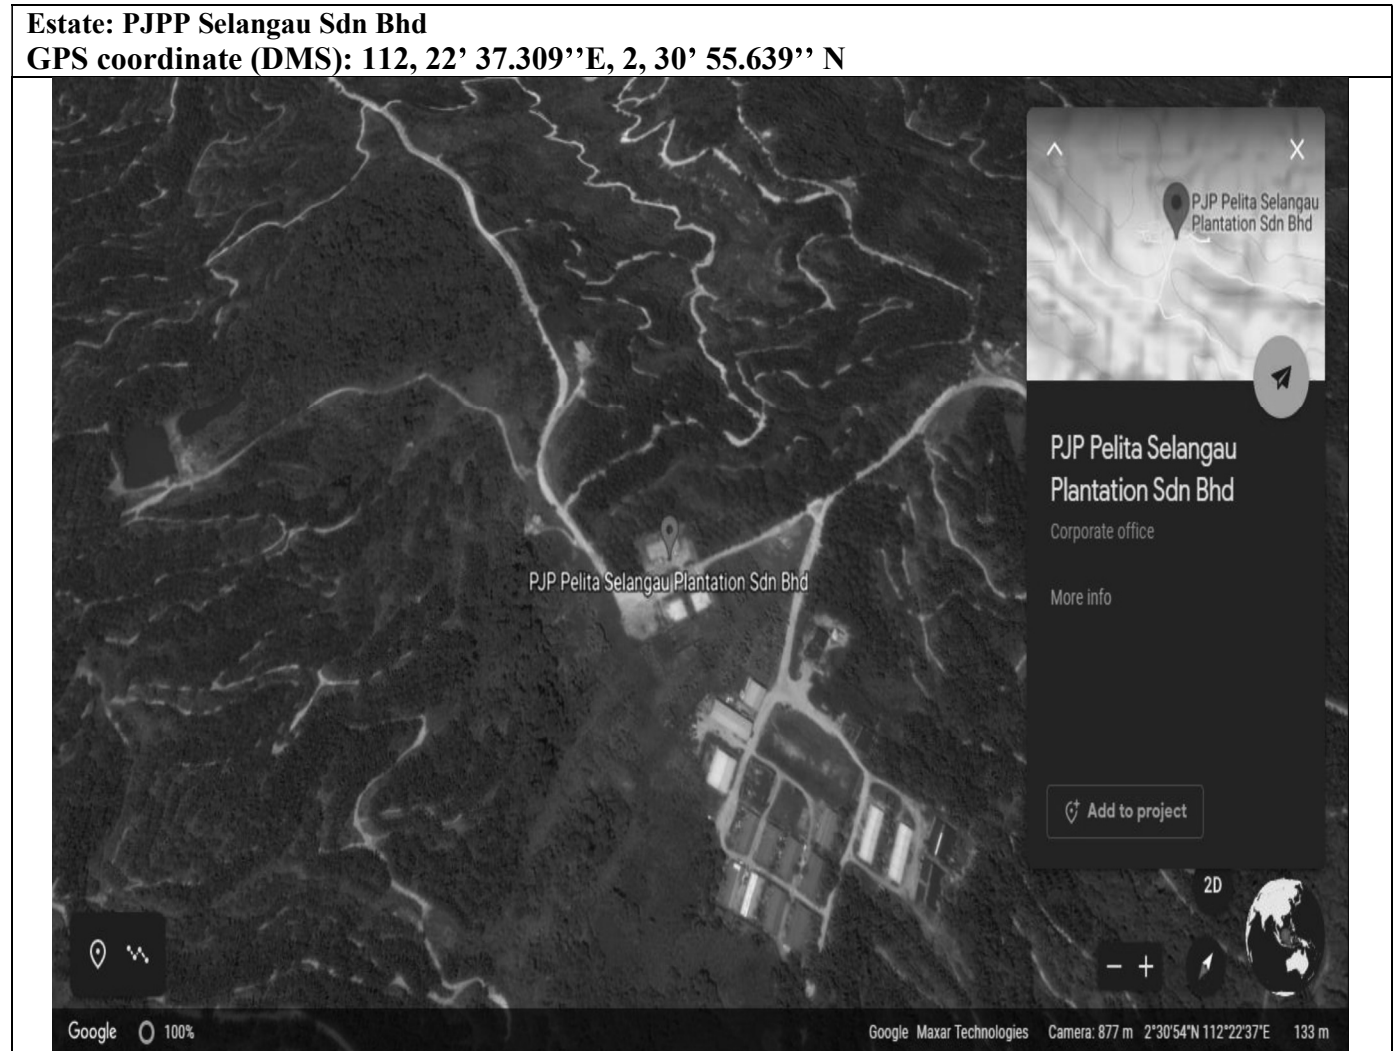 Estate: PJPP Selangau Sdn Bhd
GPS coordinate (DMS): 112, 22’ 37.309’’E, 2, 30’ 55.639’’ N
PJP Pelita Selangau
Plantation Sdn Bhd
PJP Pelita Selangau
Plantation Sdn Bhd
Corporate office
PJP Pelita Selangau Plantation Sdn Bhd
More info
Add to project
2D
Google 100%
Google Maxar Technologies Camera: 877 m 2°30'54"N 112°22'37"E 133 m